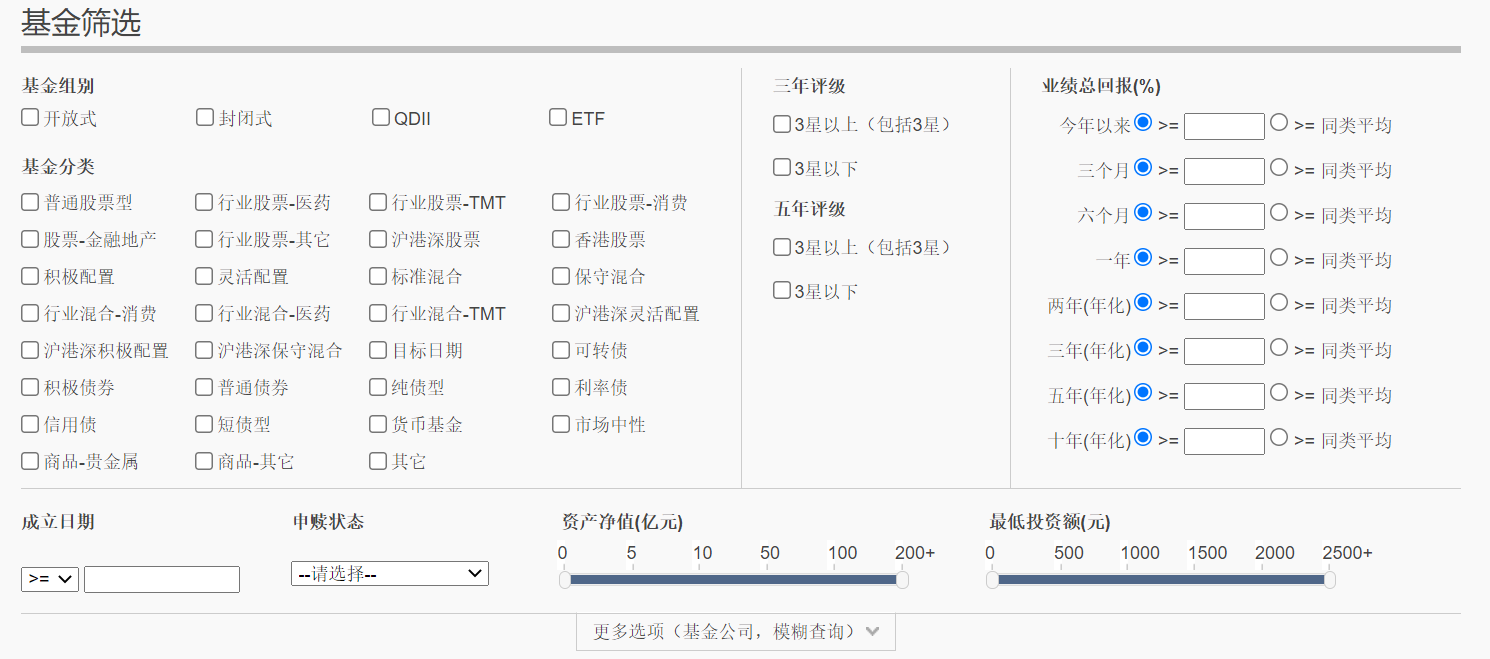 基金筛选
基金组别
开放式 封闭式 QDII ETF
基金分类
普通股票型 行业股票-医药 行业股票-TMT 行业股票-消费
股票-金融地产 行业股票-其它 沪港深股票 香港股票
积极配置 灵活配置 标准混合 保守混合
行业混合-消费 行业混合-医药 行业混合-TMT 沪港深灵活配置
沪港深积极配置 沪港深保守混合 目标日期 可转债
积极债券 普通债券 纯债型 利率债
信用债 短债型 货币基金 市场中性
商品-贵金属 商品-其它 其它
三年评级
3星以上（包括3星）
3星以下
五年评级
3星以上（包括3星）
3星以下
业绩总回报(%)
今年以来 >= >= 同类平均
三个月 >= >= 同类平均
六个月 >= >= 同类平均
一年 >= >= 同类平均
两年(年化) >= >= 同类平均
三年(年化) >= >= 同类平均
五年(年化) >= >= 同类平均
十年(年化) >= >= 同类平均
成立日期
>=
申赎状态
--请选择--
资产净值(亿元)
0 5 10 50 100 200+
最低投资额(元)
0 500 1000 1500 2000 2500+
更多选项（基金公司，模糊查询）